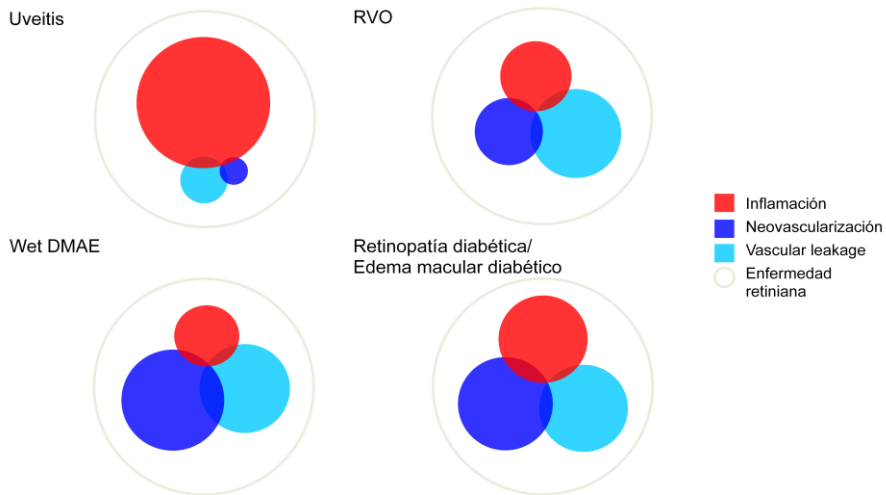 Uveitis
RVO
Inflamación
Neovascularización
Vascular leakage
Enfermedad
retiniana
Wet DMAE
Retinopatía diabética/
Edema macular diabético